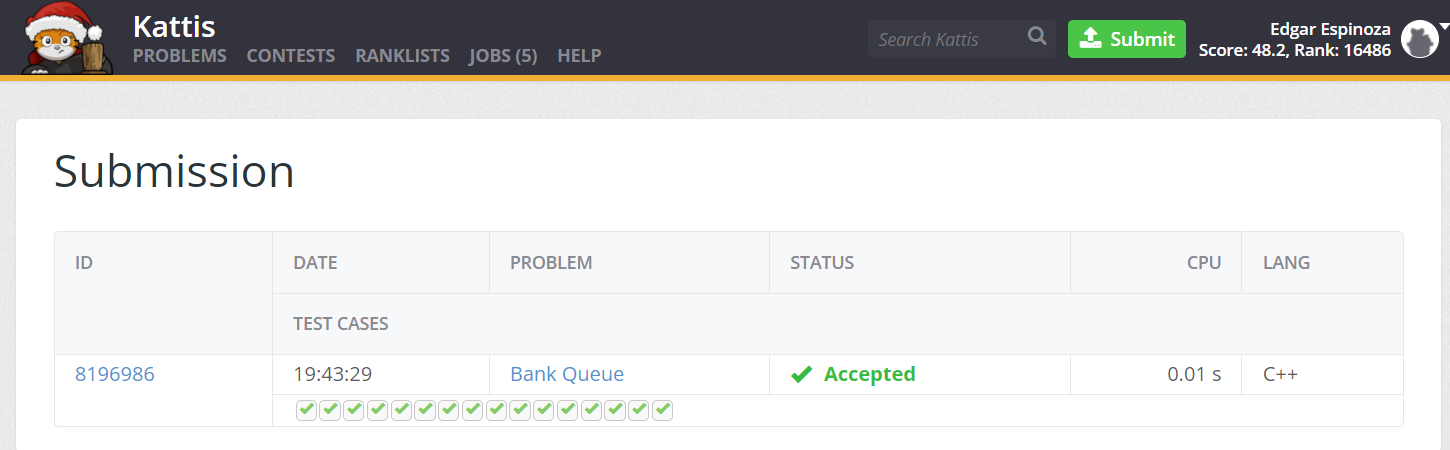 Kattis
PROBLEMS CONTESTS RANKLISTS JOBS (5) HELP
Search Kattis
Submit
Edgar Espinoza
Score: 48.2, Rank: 16486
Submission
ID DATE PROBLEM STATUS CPU LANG
TEST CASES
8196986 19:43:29 Bank Queue Accepted 0.01 s C++